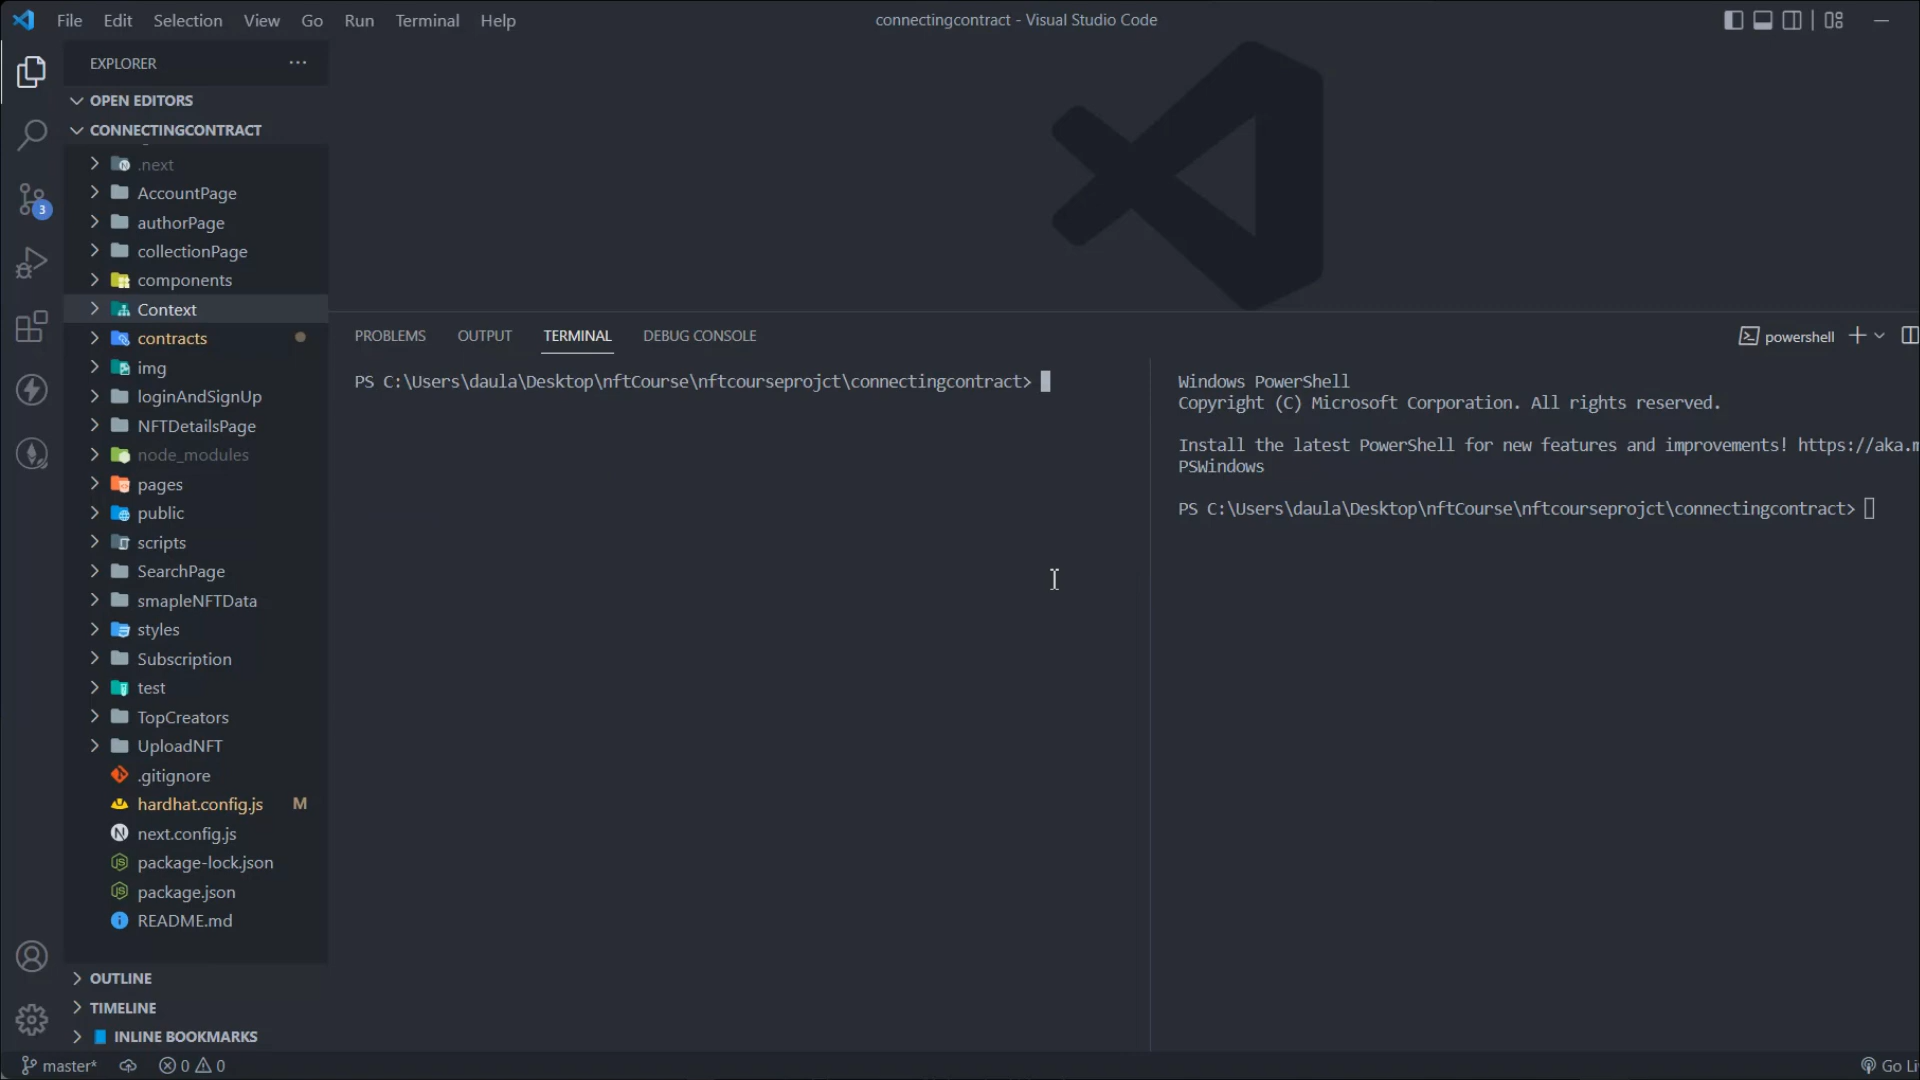 File Edit Selection View Go Run Terminal Help
connectingcontract - Visual Studio Code
EXPLORER
OPEN EDITORS
CONNECTINGCONTRACT
.next
AccountPage
authorPage
collectionPage
components
Context
contracts
img
loginAndSignUp
NFTDetailsPage
node_modules
pages
public
scripts
SearchPage
smapleNFTData
styles
Subscription
test
TopCreators
UploadNFT
.gitignore
hardhat.config.js M
next.config.js
package-lock.json
package.json
README.md
OUTLINE
TIMELINE
INLINE BOOKMARKS
3
PROBLEMS OUTPUT TERMINAL DEBUG CONSOLE
powershell
PS C:\Users\daula\Desktop\nftCourse\nftcourseprojct\connectingcontract>
Windows PowerShell
Copyright (C) Microsoft Corporation. All rights reserved.
Install the latest PowerShell for new features and improvements! https://aka.m
PSWindows
PS C:\Users\daula\Desktop\nftCourse\nftcourseprojct\connectingcontract>
master* 0 0
Go Li